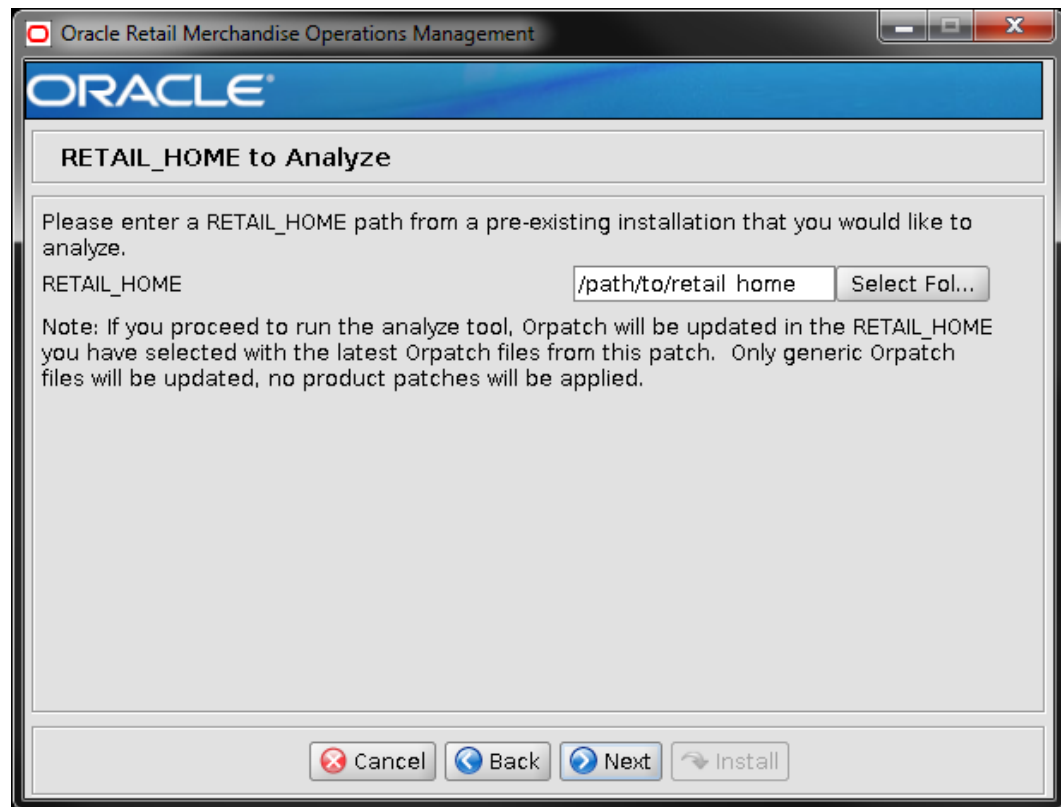 Oracle Retail Merchandise Operations Management
ORACLE
RETAIL_HOME to Analyze
Please enter a RETAIL_HOME path from a pre-existing installation that you would like to
analyze.
RETAIL_HOME /path/to/retail_home Select Fol...
Note: If you proceed to run the analyze tool, Orpatch will be updated in the RETAIL_HOME
you have selected with the latest Orpatch files from this patch. Only generic Orpatch
files will be updated, no product patches will be applied.
Cancel Back Next Install